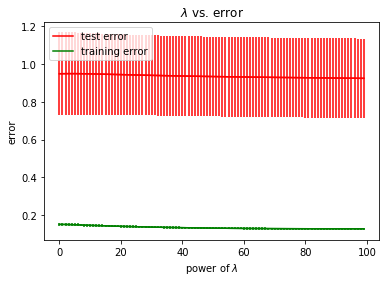 λ vs. error
test error
training error
1.2
1.0
0.8
0.6
0.4
0.2
error
0 20 40 60 80 100
power of λ